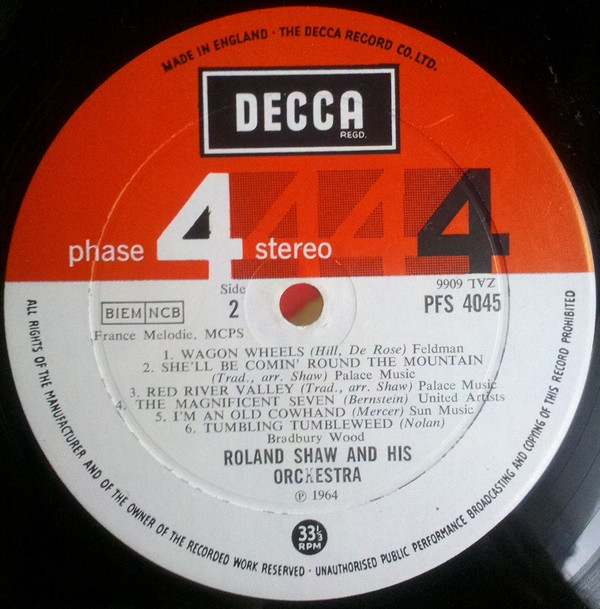 MADE IN ENGLAND · THE DECCA RECORD CO. LTD.
DECCA
REGD.
phase 4 stereo 4
Side
2
ZAL 6066
PFS 4045
BIEM NCB
France Melodie, MCPS
1. WAGON WHEELS (Hill, De Rose) Feldman
2. SHE'LL BE COMIN' ROUND THE MOUNTAIN
(Trad., arr. Shaw) Palace Music
3. RED RIVER VALLEY (Trad., arr. Shaw) Palace Music
4. THE MAGNIFICENT SEVEN (Bernstein) United Artists
5. I'M AN OLD COWHAND (Mercer) Sun Music
6. TUMBLING TUMBLEWEED (Nolan)
Bradbury Wood
ROLAND SHAW AND HIS
ORCKESTRA
℗ 1964
33⅓
RPM
ALL RIGHTS OF THE MANUFACTURER AND OF THE OWNER OF THE RECORDED WORK RESERVED · UNAUTHORISED PUBLIC PERFORMANCE BROADCASTING AND COPYING OF THIS RECORD PROHIBITED